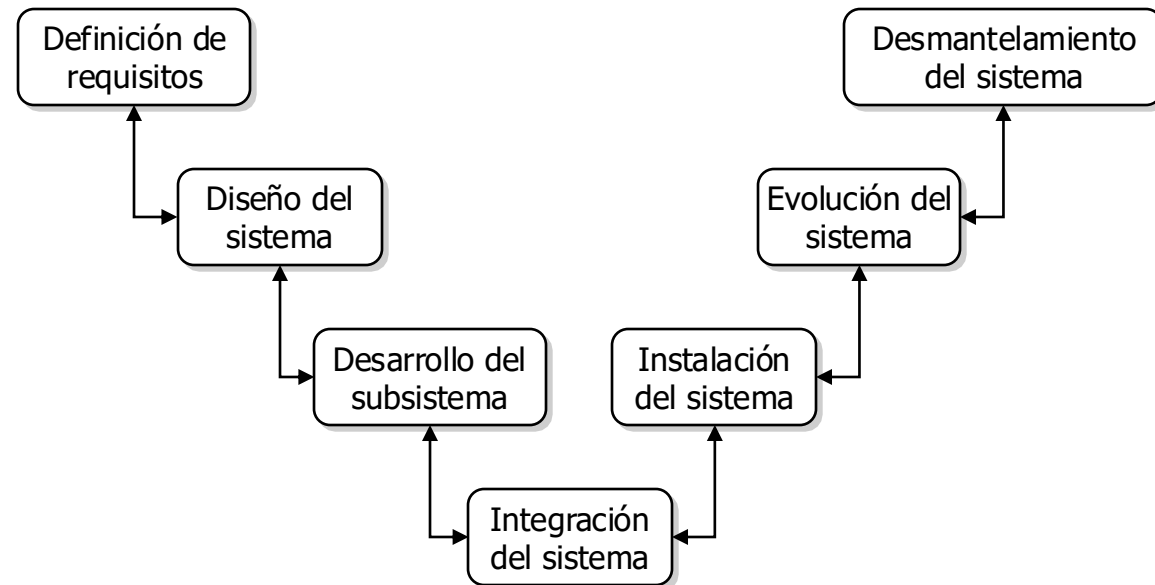 Definición de
requisitos
Desmantelamiento
del sistema
Diseño del
sistema
Evolución del
sistema
Desarrollo del
subsistema
Instalación
del sistema
Integración
del sistema